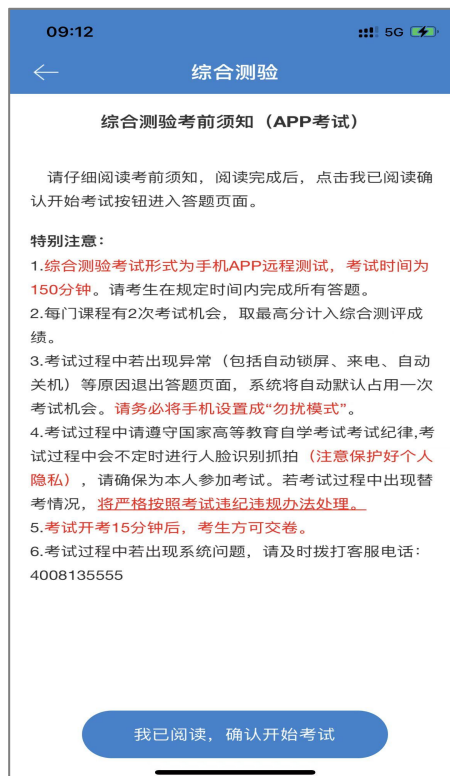 09:12
5G
综合测验
综合测验考前须知（APP考试）
请仔细阅读考前须知，阅读完成后，点击我已阅读确
认开始考试按钮进入答题页面。
特别注意：
1.综合测验考试形式为手机APP远程测试，考试时间为
150分钟。请考生在规定时间内完成所有答题。
2.每门课程有2次考试机会，取最高分计入综合测评成
绩。
3.考试过程中若出现异常（包括自动锁屏、来电、自动
关机）等原因退出答题页面，系统将自动默认占用一次
考试机会。请务必将手机设置成“勿扰模式”。
4.考试过程中请遵守国家高等教育自学考试考试纪律,考
试过程中会不定时进行人脸识别抓拍（注意保护好个人
隐私），请确保为本人参加考试。若考试过程中出现替
考情况，将严格按照考试违纪违规办法处理。
5.考试开考15分钟后，考生方可交卷。
6.考试过程中若出现系统问题，请及时拨打客服电话：
4008135555
我已阅读，确认开始考试